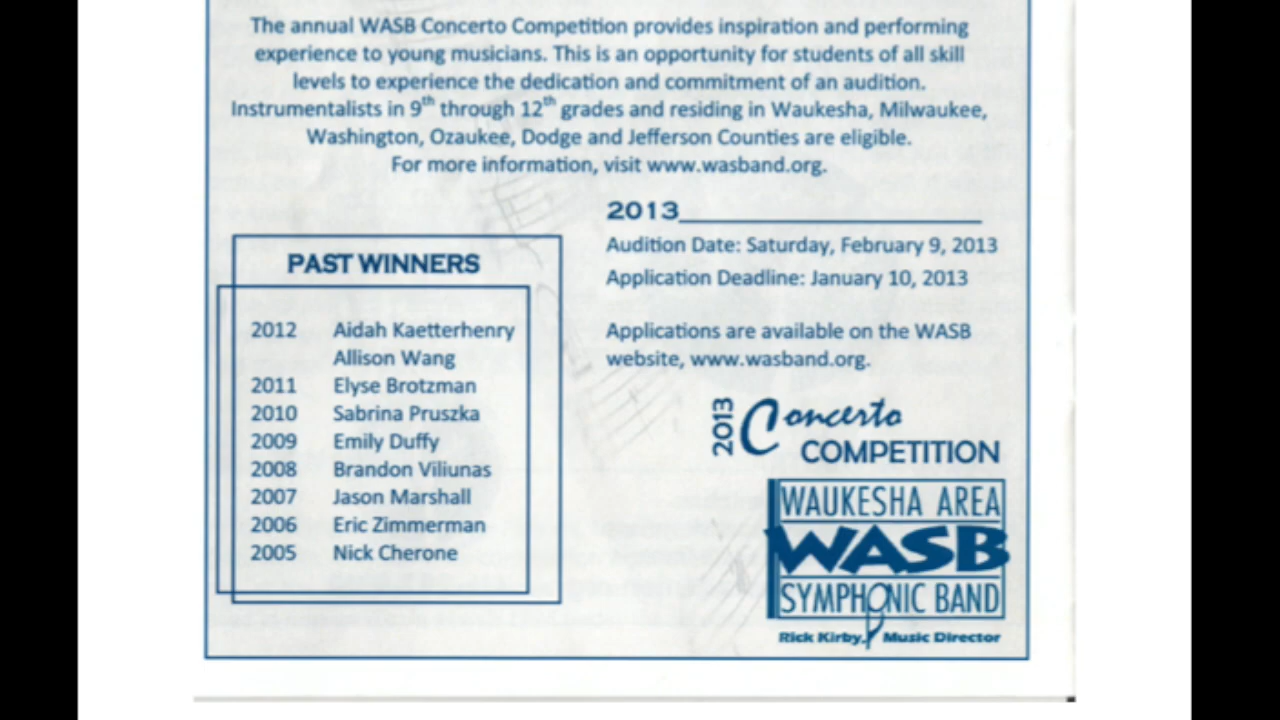 The annual WASB Concerto Competition provides inspiration and performing
experience to young musicians. This is an opportunity for students of all skill
levels to experience the dedication and commitment of an audition.
Instrumentalists in 9th through 12th grades and residing in Waukesha, Milwaukee,
Washington, Ozaukee, Dodge and Jefferson Counties are eligible.
For more information, visit www.wasband.org.
PAST WINNERS
2012 Aidah Kaetterhenry
Allison Wang
2011 Elyse Brotzman
2010 Sabrina Pruszka
2009 Emily Duffy
2008 Brandon Viliunas
2007 Jason Marshall
2006 Eric Zimmerman
2005 Nick Cherone
2013
Audition Date: Saturday, February 9, 2013
Application Deadline: January 10, 2013
Applications are available on the WASB
website, www.wasband.org.
2013 Concerto
COMPETITION
WAUKESHA AREA
WASB
SYMPHONIC BAND
Rick Kirby, Music Director